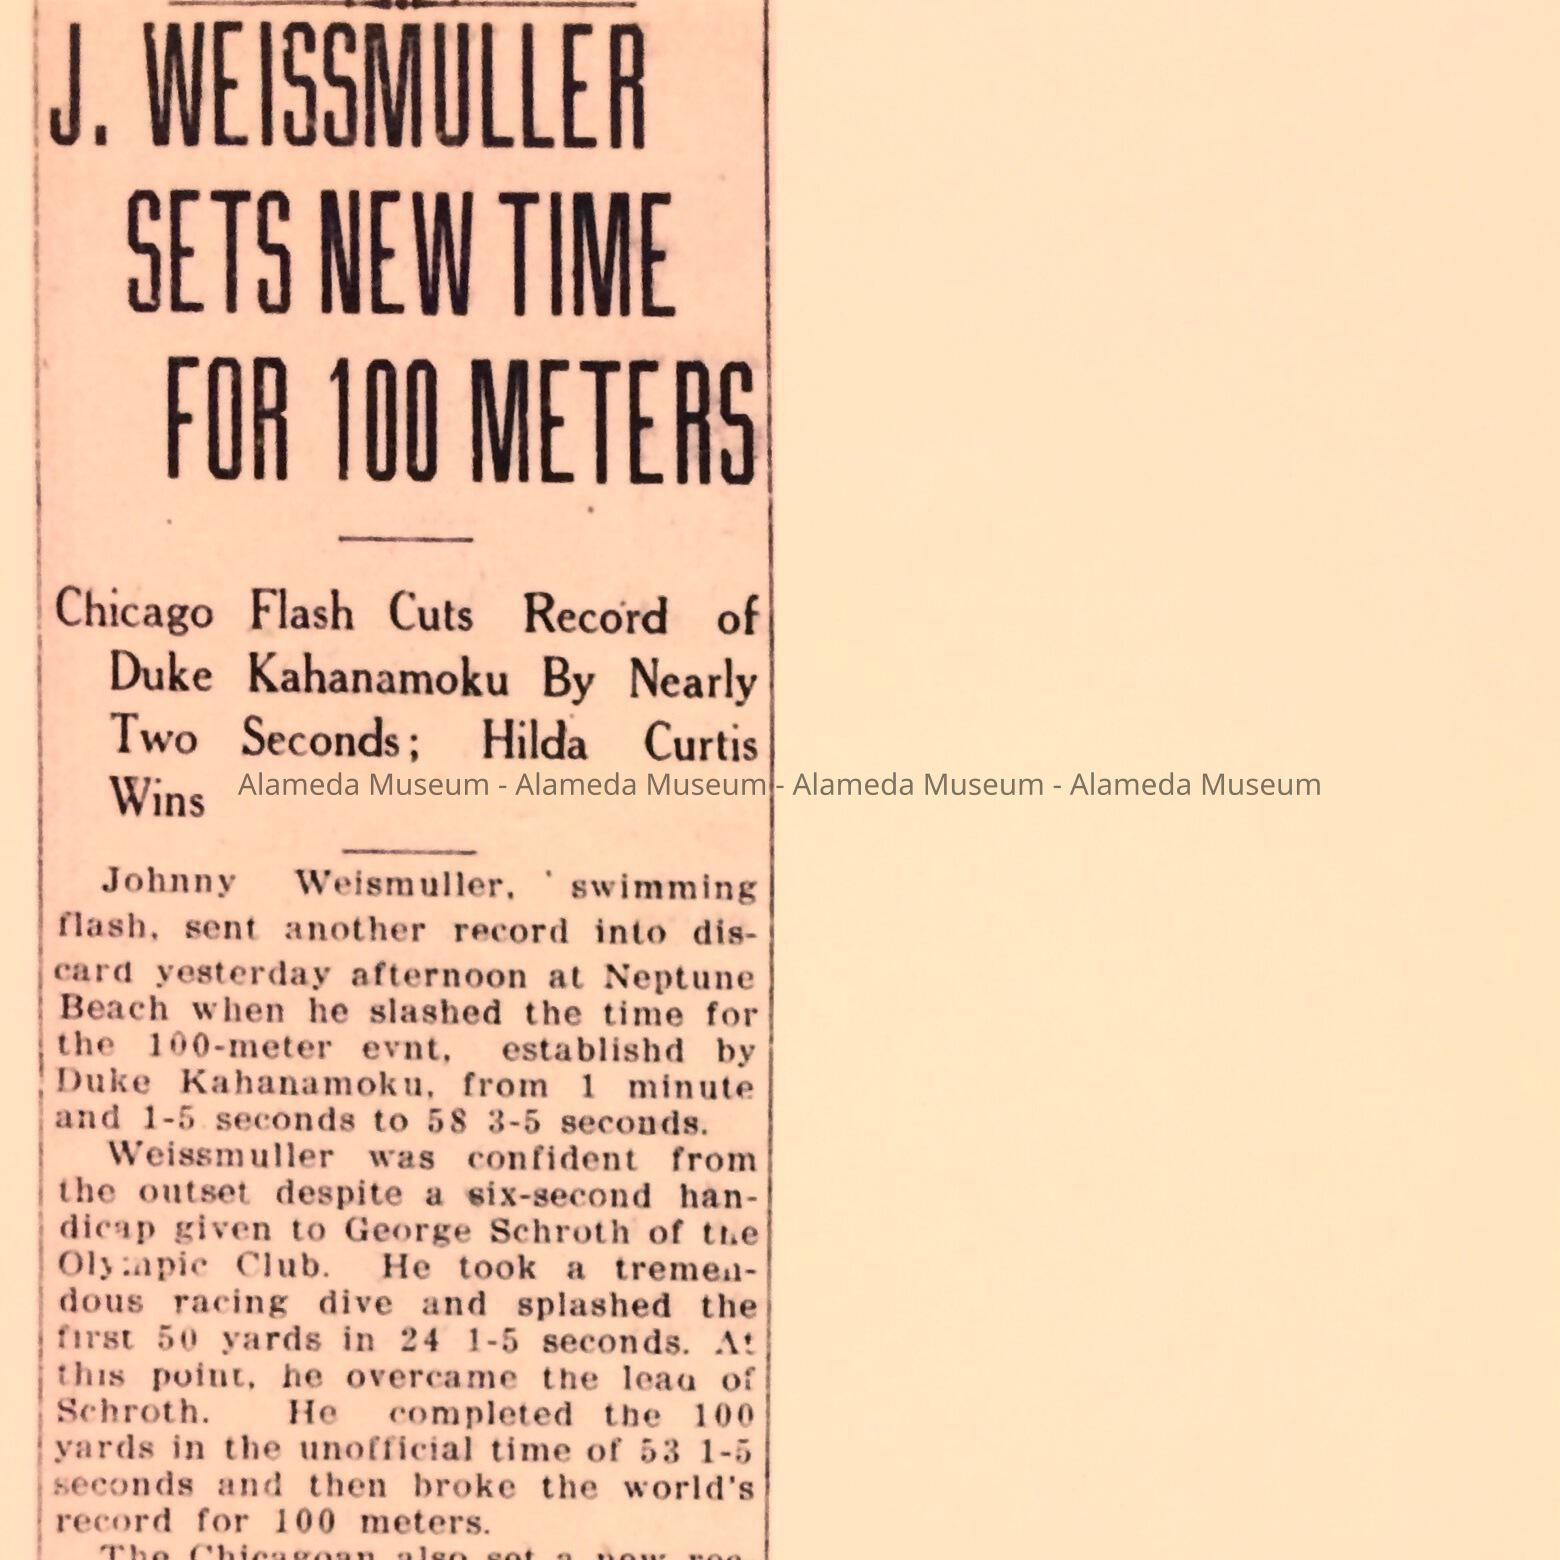 J. WEISSMULLER
SETS NEW TIME
FOR 100 METERS
Chicago Flash Cuts Record of
Duke Kahanamoku By Nearly
Two Seconds; Hilda Curtis
Wins
Alameda Museum - Alameda Museum - Alameda Museum - Alameda Museum
Johnny Weismuller, swimming
flash, sent another record into dis-
card yesterday afternoon at Neptune
Beach when he slashed the time for
the 100-meter evnt, establishd by
Duke Kahanamoku, from 1 minute
and 1-5 seconds to 58 3-5 seconds.
Weissmuller was confident from
the outset despite a six-second han-
dicap given to George Schroth of the
Olympic Club. He took a tremen-
dous racing dive and splashed the
first 50 yards in 24 1-5 seconds. At
this point, he overcame the lead of
Schroth. He completed the 100
yards in the unofficial time of 53 1-5
seconds and then broke the world's
record for 100 meters.
The Chicagoan also set a new rec-